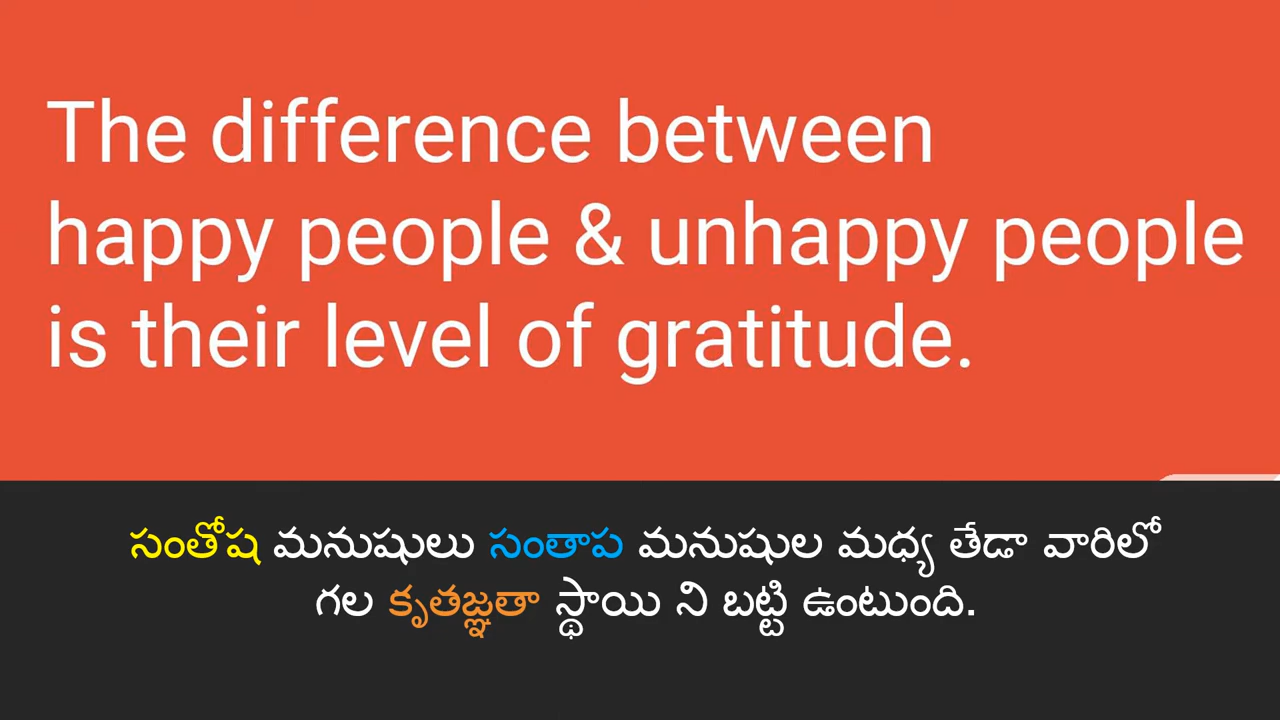 The difference between
happy people & unhappy people
is their level of gratitude.
సంతోష మనుషులు సంతాప మనుషుల మధ్య తేడా వారిలో
గల కృతజ్ఞతా స్థాయి ని బట్టి ఉంటుంది.